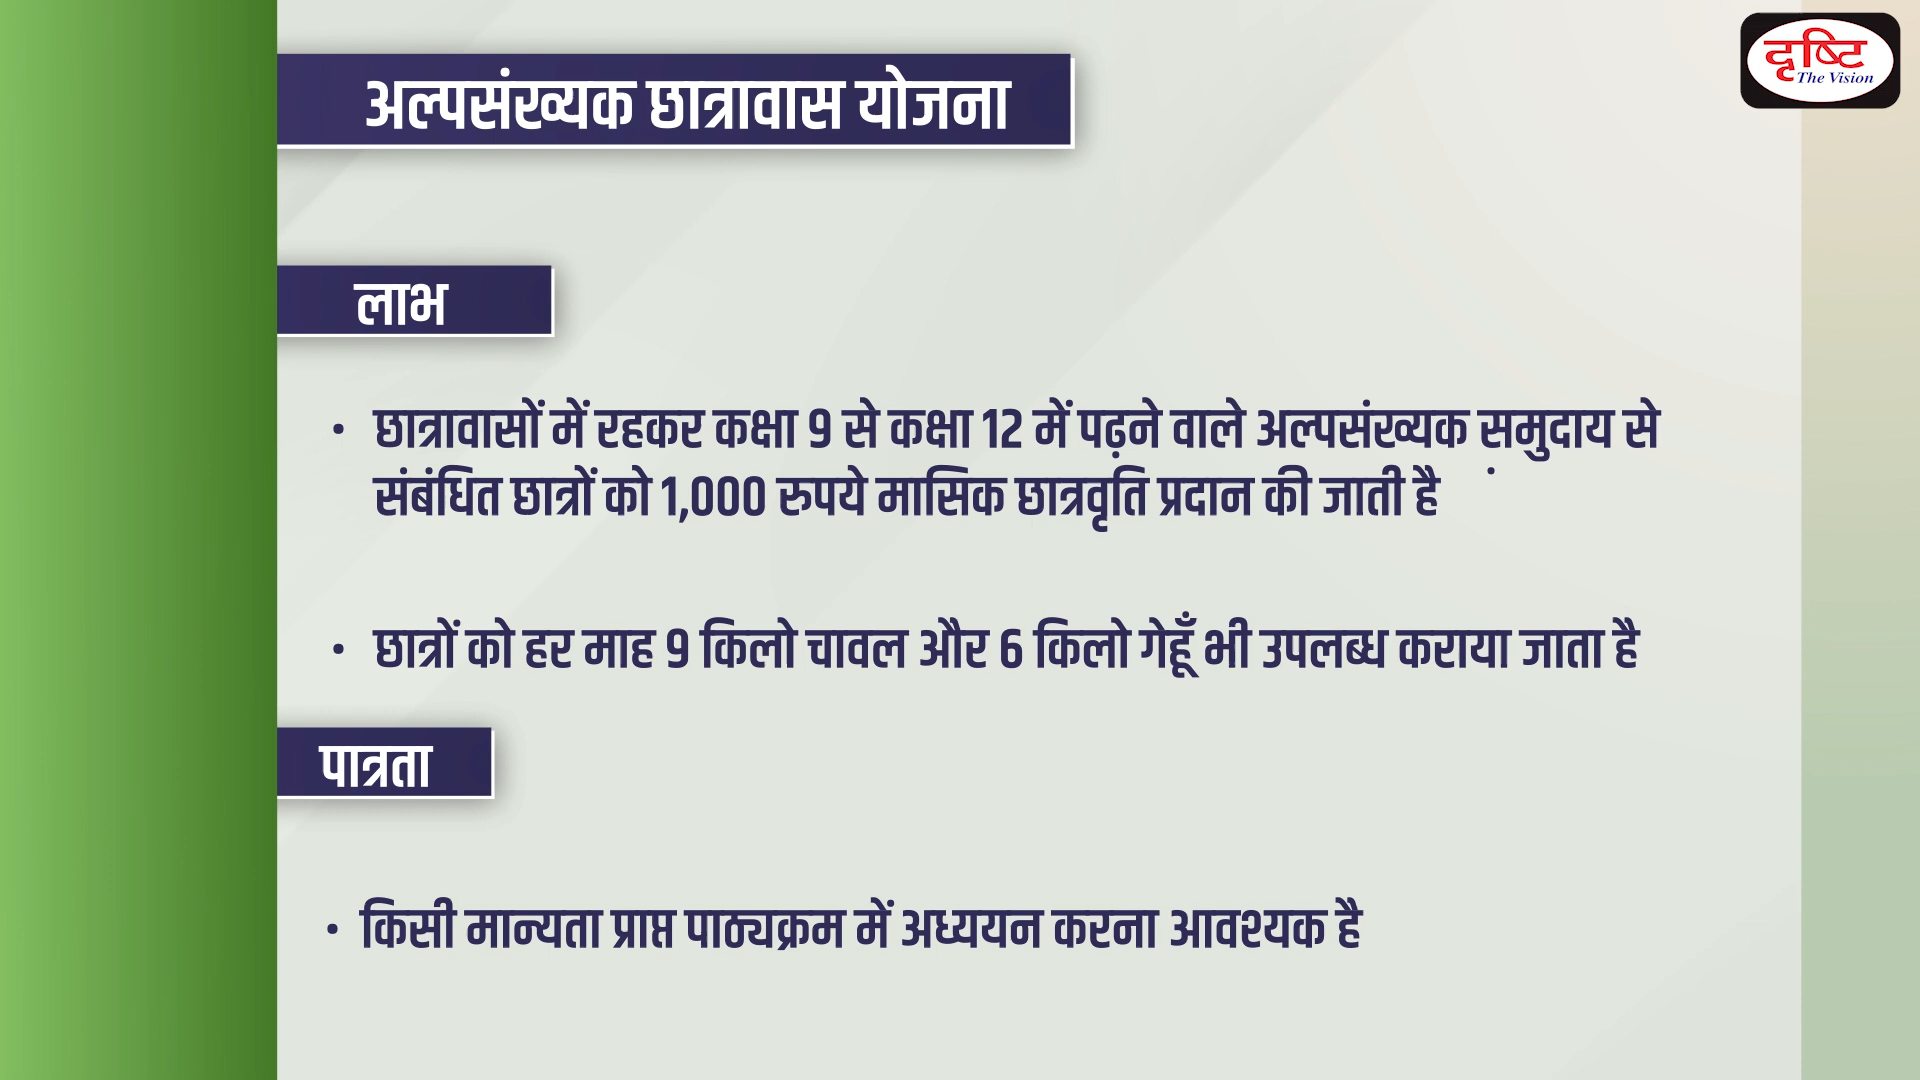 दृष्टि
The Vision
अल्पसंख्यक छात्रावास योजना
लाभ
• छात्रावासों में रहकर कक्षा 9 से कक्षा 12 में पढ़ने वाले अल्पसंख्यक समुदाय से
संबंधित छात्रों को 1,000 रुपये मासिक छात्रवृति प्रदान की जाती है
• छात्रों को हर माह 9 किलो चावल और 6 किलो गेहूँ भी उपलब्ध कराया जाता है
पात्रता
• किसी मान्यता प्राप्त पाठ्यक्रम में अध्ययन करना आवश्यक है